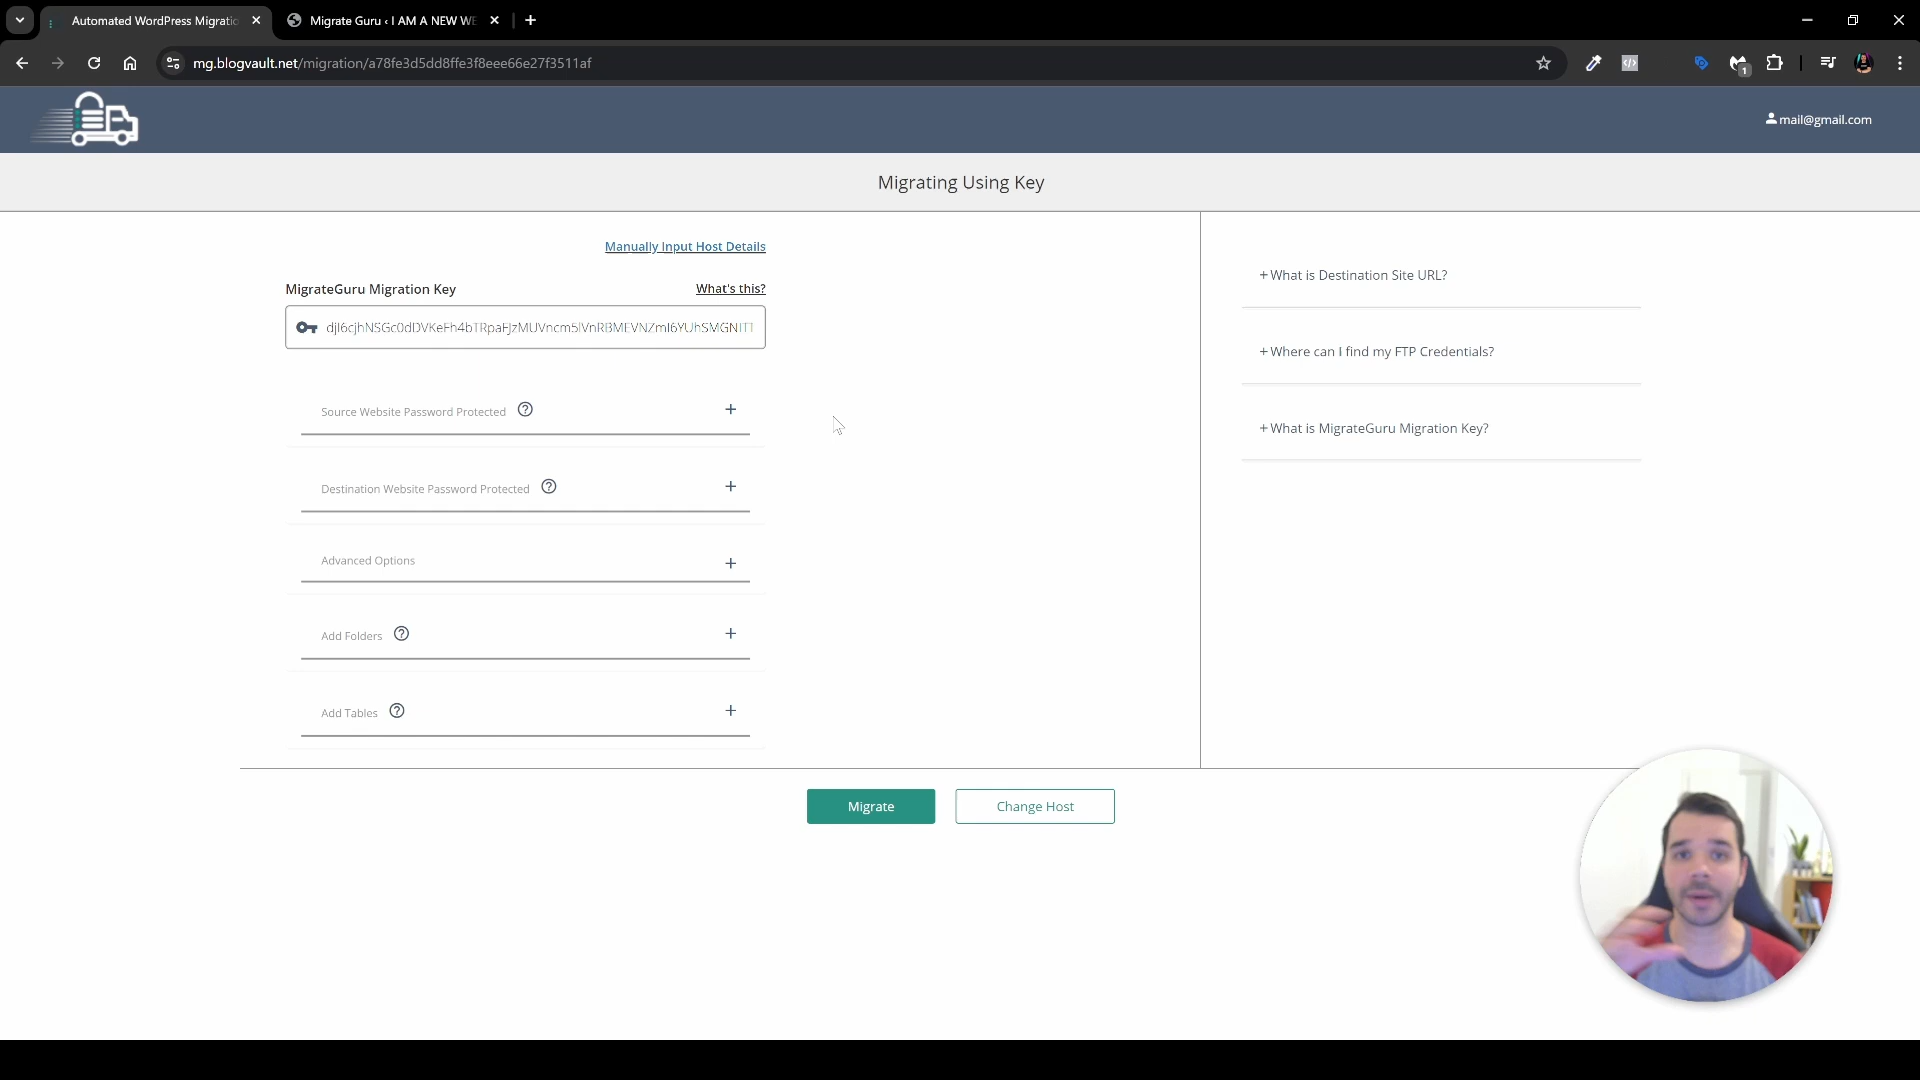 Automated WordPress Migratio
Migrate Guru ‹ I AM A NEW WE
mg.blogvault.net/migration/a78fe3d5dd8ffe3f8eee66e27f3511af
1
mail@gmail.com
Migrating Using Key
Manually Input Host Details
MigrateGuru Migration Key
What's this?
Source Website Password Protected
Destination Website Password Protected
Advanced Options
Add Folders
Add Tables
+ What is Destination Site URL?
+ Where can I find my FTP Credentials?
+ What is MigrateGuru Migration Key?
Migrate
Change Host